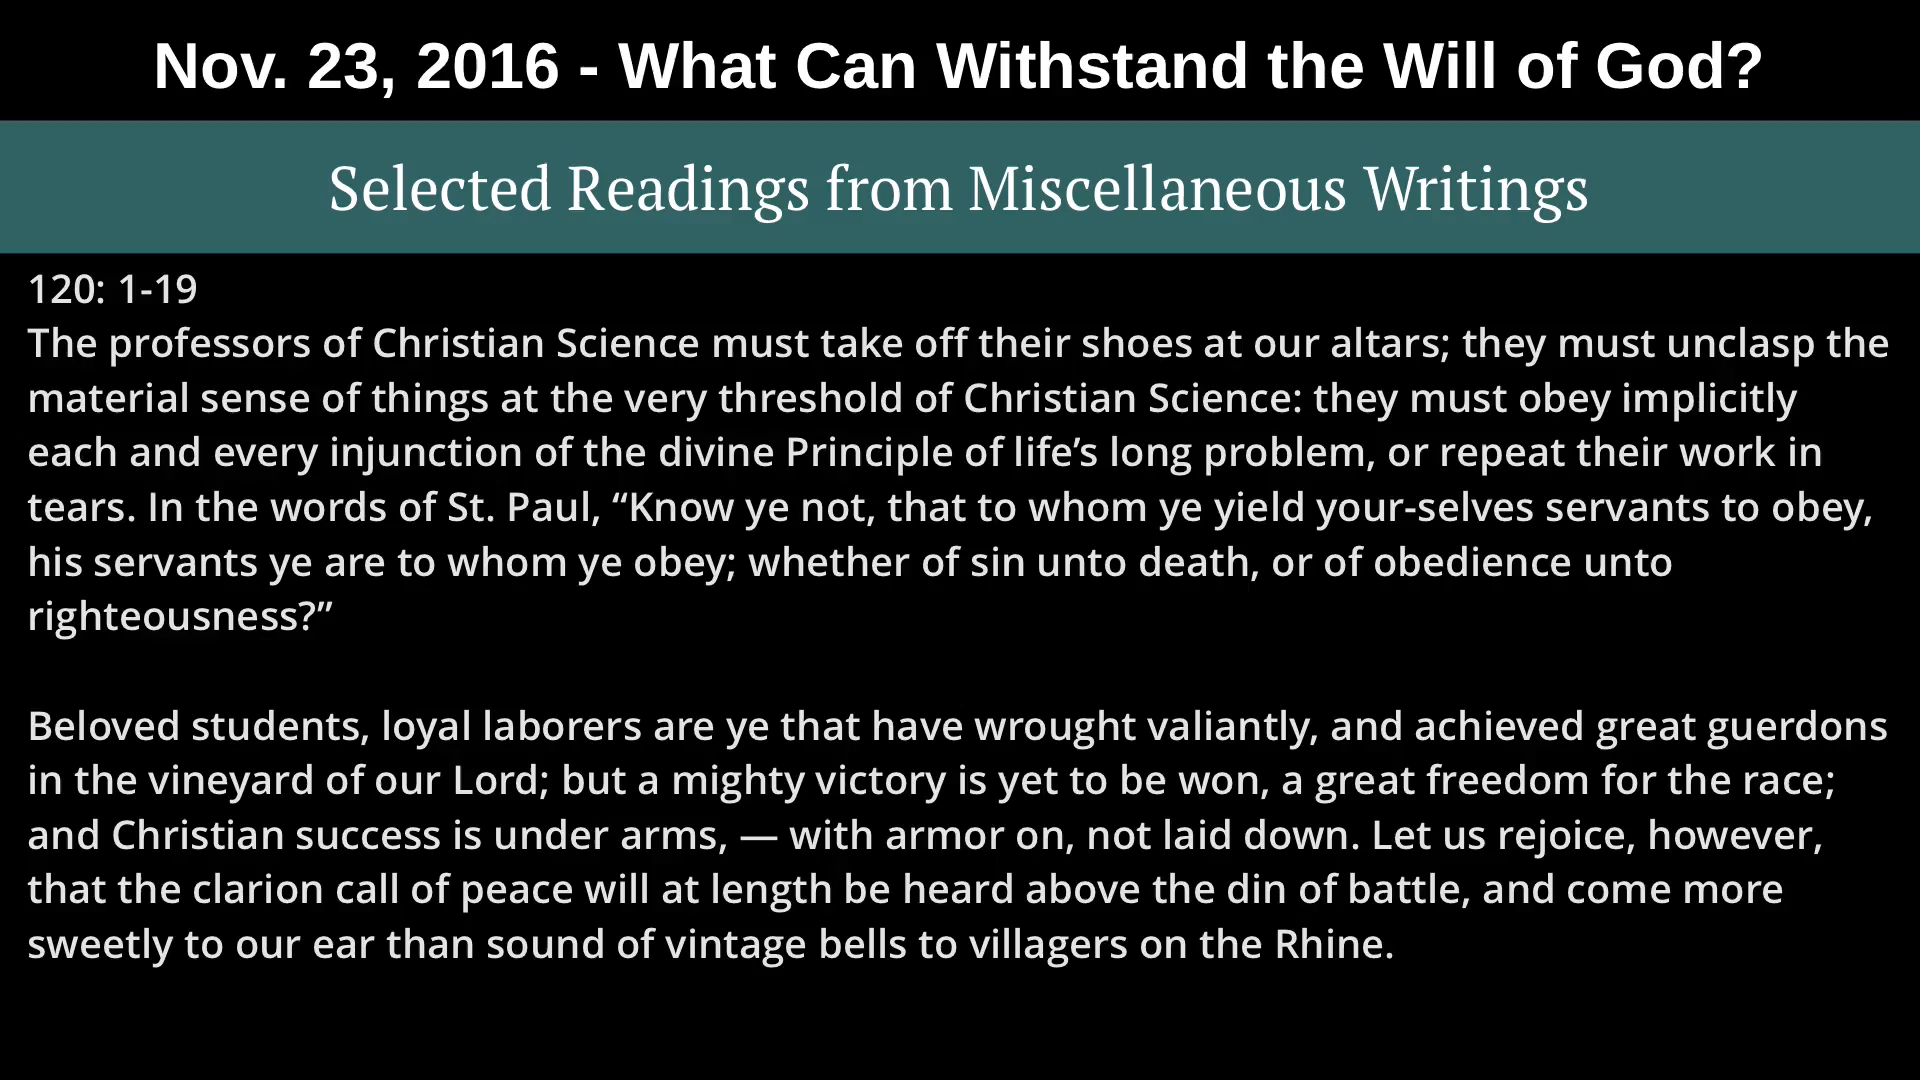 Nov. 23, 2016 - What Can Withstand the Will of God?
Selected Readings from Miscellaneous Writings
120: 1-19
The professors of Christian Science must take off their shoes at our altars; they must unclasp the
material sense of things at the very threshold of Christian Science: they must obey implicitly
each and every injunction of the divine Principle of life’s long problem, or repeat their work in
tears. In the words of St. Paul, “Know ye not, that to whom ye yield your-selves servants to obey,
his servants ye are to whom ye obey; whether of sin unto death, or of obedience unto
righteousness?”
Beloved students, loyal laborers are ye that have wrought valiantly, and achieved great guerdons
in the vineyard of our Lord; but a mighty victory is yet to be won, a great freedom for the race;
and Christian success is under arms, — with armor on, not laid down. Let us rejoice, however,
that the clarion call of peace will at length be heard above the din of battle, and come more
sweetly to our ear than sound of vintage bells to villagers on the Rhine.